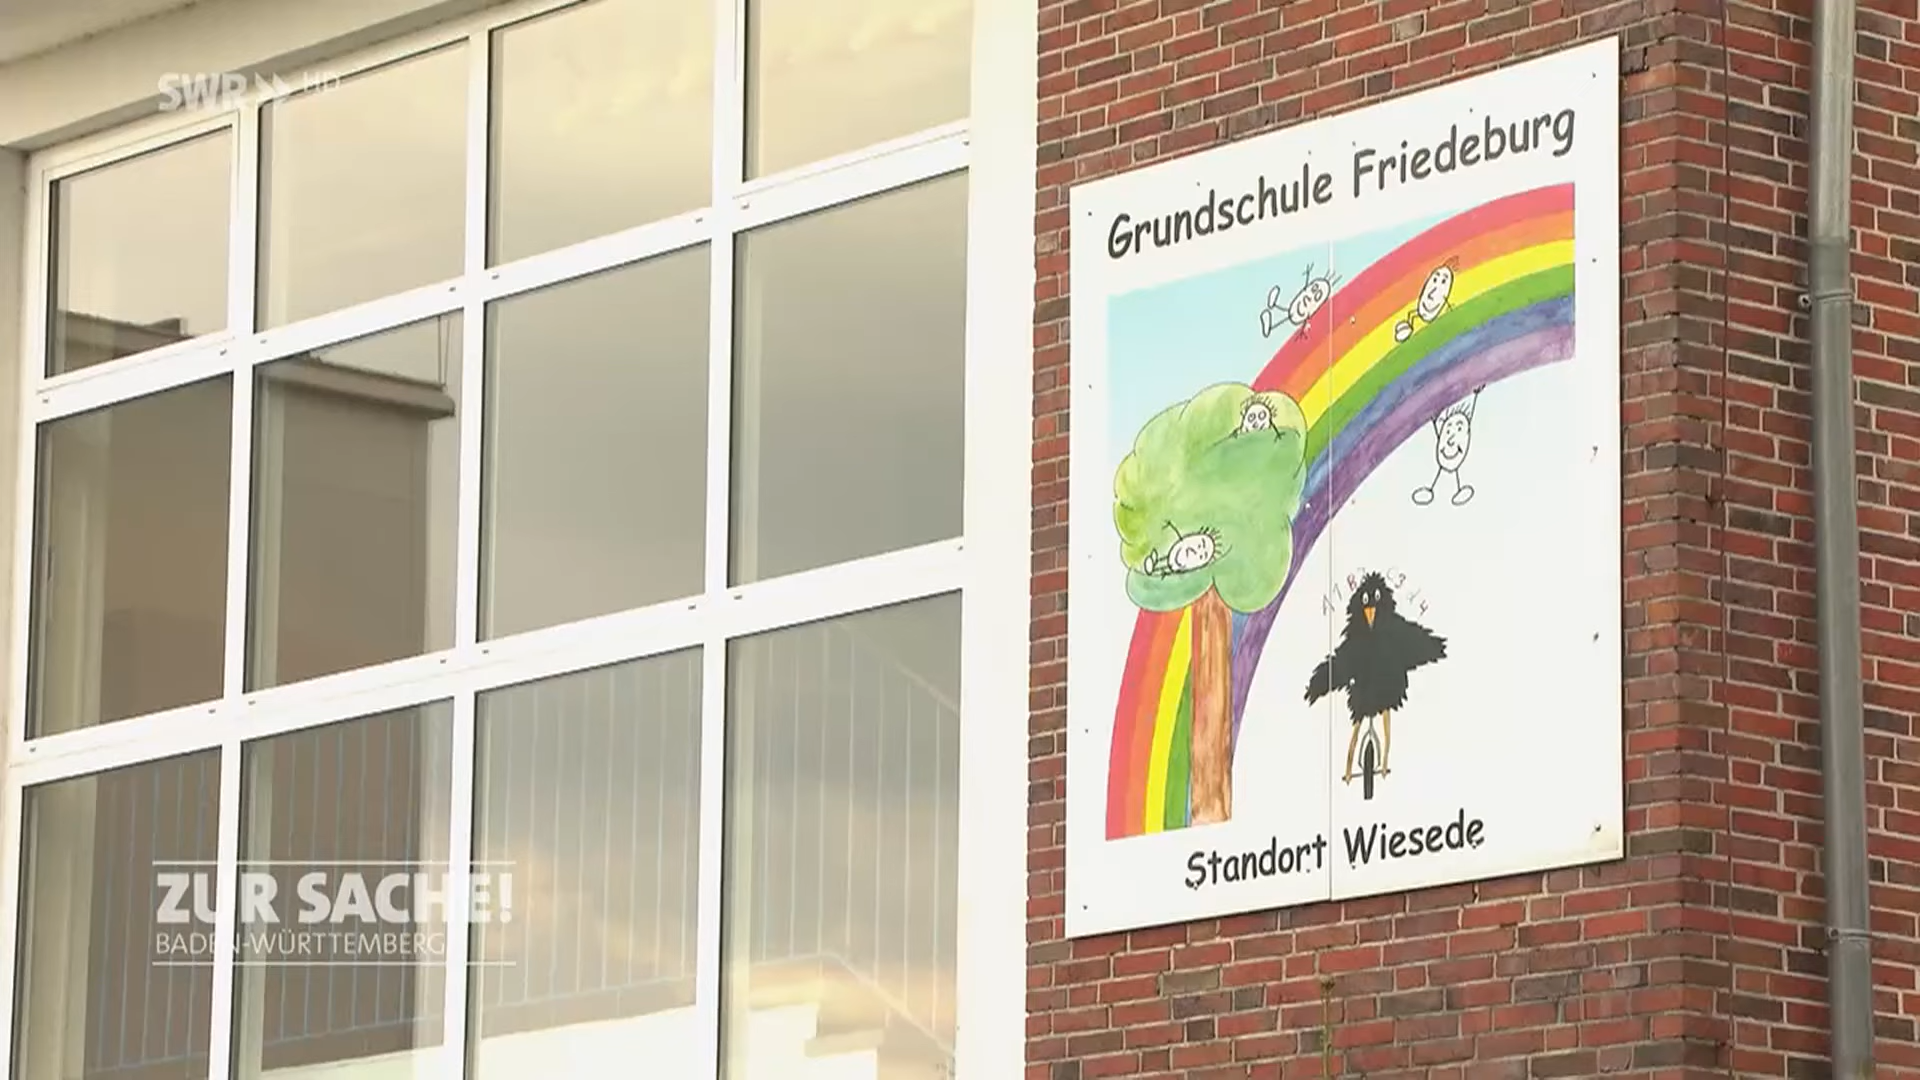 SWR HD
Grundschule Friedeburg
Standort Wiesede
ZUR SACHE!
BADEN-WÜRTTEMBERG